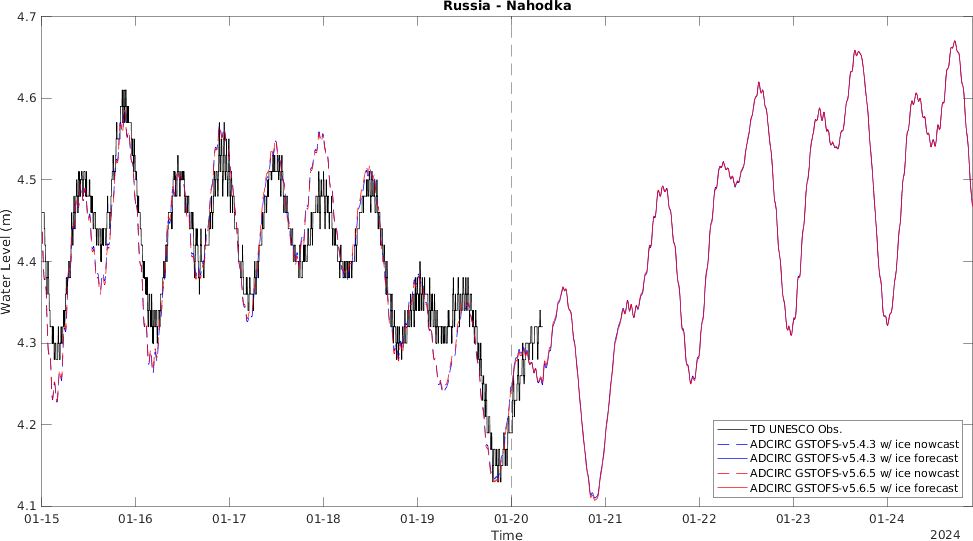 Russia - Nahodka
4.7
4.6
4.5
4.4
4.3
4.2
4.1
Water Level (m)
01-15 01-16 01-17 01-18 01-19 01-20 01-21 01-22 01-23 01-24
Time
2024
TD UNESCO Obs.
ADCIRC GSTOFS-v5.4.3 w/ ice nowcast
ADCIRC GSTOFS-v5.4.3 w/ ice forecast
ADCIRC GSTOFS-v5.6.5 w/ ice nowcast
ADCIRC GSTOFS-v5.6.5 w/ ice forecast